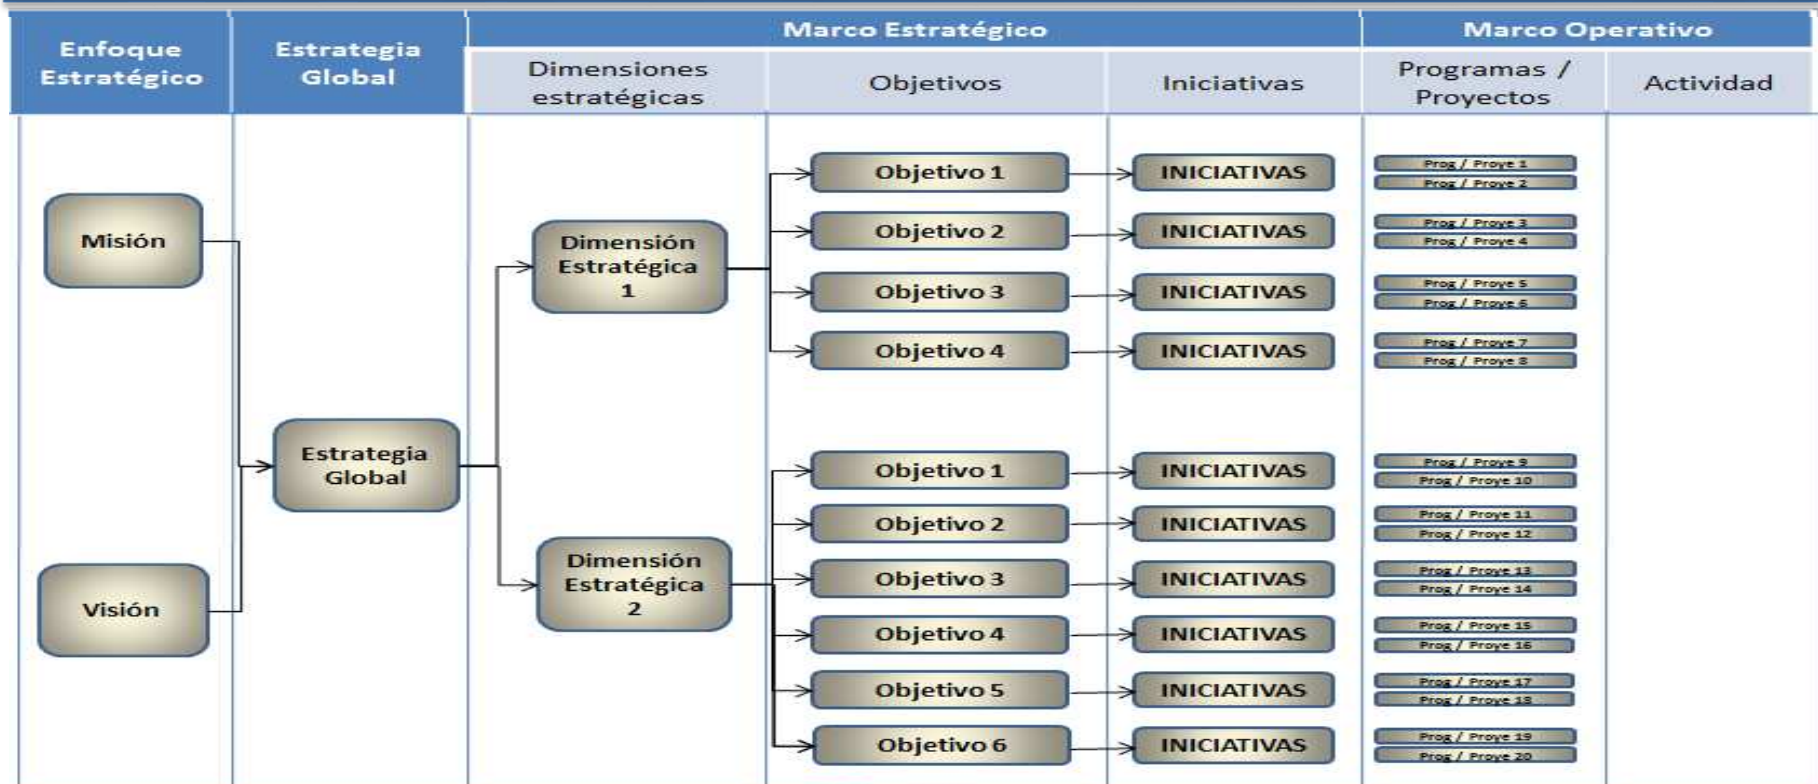 Enfoque
Estratégico
Estrategia
Global
Marco Estratégico
Marco Operativo
Dimensiones
estratégicas
Objetivos
Iniciativas
Programas /
Proyectos
Actividad
Misión
Visión
Estrategia
Global
Dimensión
Estratégica
1
Objetivo 1
INICIATIVAS
Prog / Proye 1
Prog / Proye 2
Objetivo 2
INICIATIVAS
Prog / Proye 3
Prog / Proye 4
Objetivo 3
INICIATIVAS
Prog / Proye 5
Prog / Proye 6
Objetivo 4
INICIATIVAS
Prog / Proye 7
Prog / Proye 8
Dimensión
Estratégica
2
Objetivo 1
INICIATIVAS
Prog / Proye 9
Prog / Proye 10
Objetivo 2
INICIATIVAS
Prog / Proye 11
Prog / Proye 12
Objetivo 3
INICIATIVAS
Prog / Proye 13
Prog / Proye 14
Objetivo 4
INICIATIVAS
Prog / Proye 15
Prog / Proye 16
Objetivo 5
INICIATIVAS
Prog / Proye 17
Prog / Proye 18
Objetivo 6
INICIATIVAS
Prog / Proye 19
Prog / Proye 20